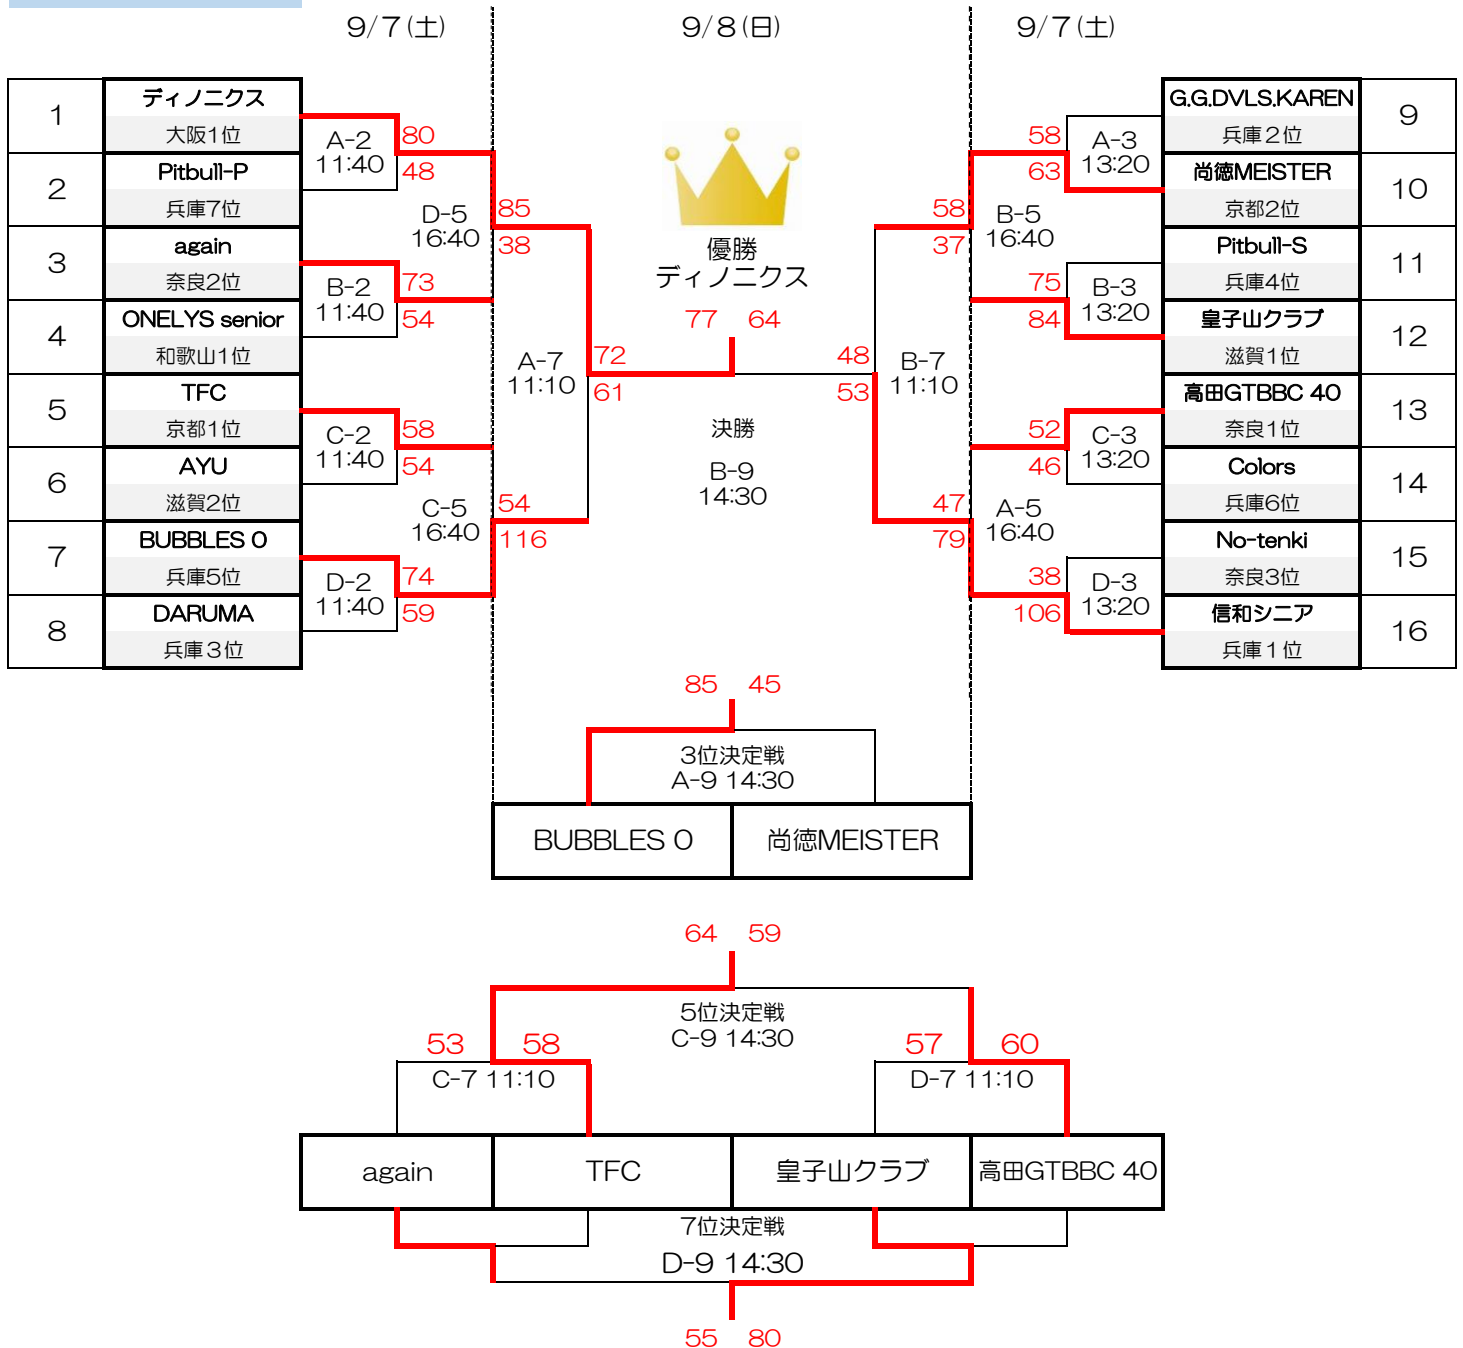 9/7(土)
9/8(日)
9/7(土)
1
ディノニクス
大阪1位
2
Pitbull-P
兵庫7位
3
again
奈良2位
4
ONELYS senior
和歌山1位
5
TFC
京都1位
6
AYU
滋賀2位
7
BUBBLES O
兵庫5位
8
DARUMA
兵庫3位
A-2
11:40
80
48
B-2
11:40
73
54
C-2
11:40
58
54
D-2
11:40
74
59
D-5
16:40
85
38
C-5
16:40
54
116
A-7
11:10
72
61
優勝
ディノニクス
77 64
決勝
B-9
14:30
48
53
B-7
11:10
58
37
B-5
16:40
47
79
A-5
16:40
58
63
A-3
13:20
75
84
B-3
13:20
52
46
C-3
13:20
38
106
D-3
13:20
G.G.DVLS.KAREN
兵庫2位
9
尚徳MEISTER
京都2位
10
Pitbull-S
兵庫4位
11
皇子山クラブ
滋賀1位
12
高田GTBBC 40
奈良1位
13
Colors
兵庫6位
14
No-tenki
奈良3位
15
信和シニア
兵庫1位
16
85 45
3位決定戦
A-9 14:30
BUBBLES O
尚徳MEISTER
64 59
5位決定戦
C-9 14:30
53 58
C-7 11:10
57 60
D-7 11:10
again
TFC
皇子山クラブ
高田GTBBC 40
7位決定戦
D-9 14:30
55 80